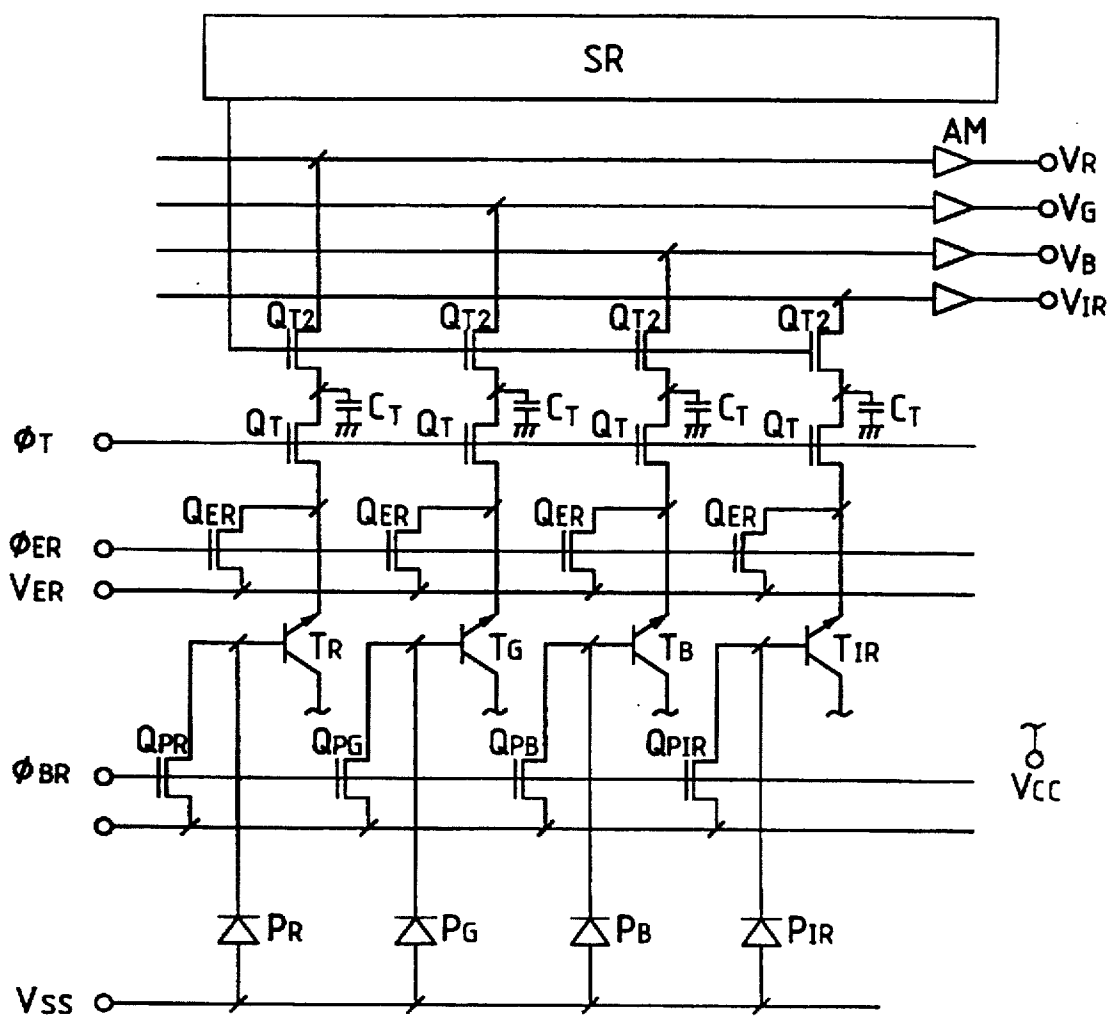 SR
AM
VR
VG
VB
VIR
QT2 QT2 QT2 QT2
CT CT CT CT
QT QT QT QT
ϕT
QER QER QER QER
ϕER
VER
TR TG TB TIR
QPR QPG QPB QPIR
ϕBR
VCC
PR PG PB PIR
VSS